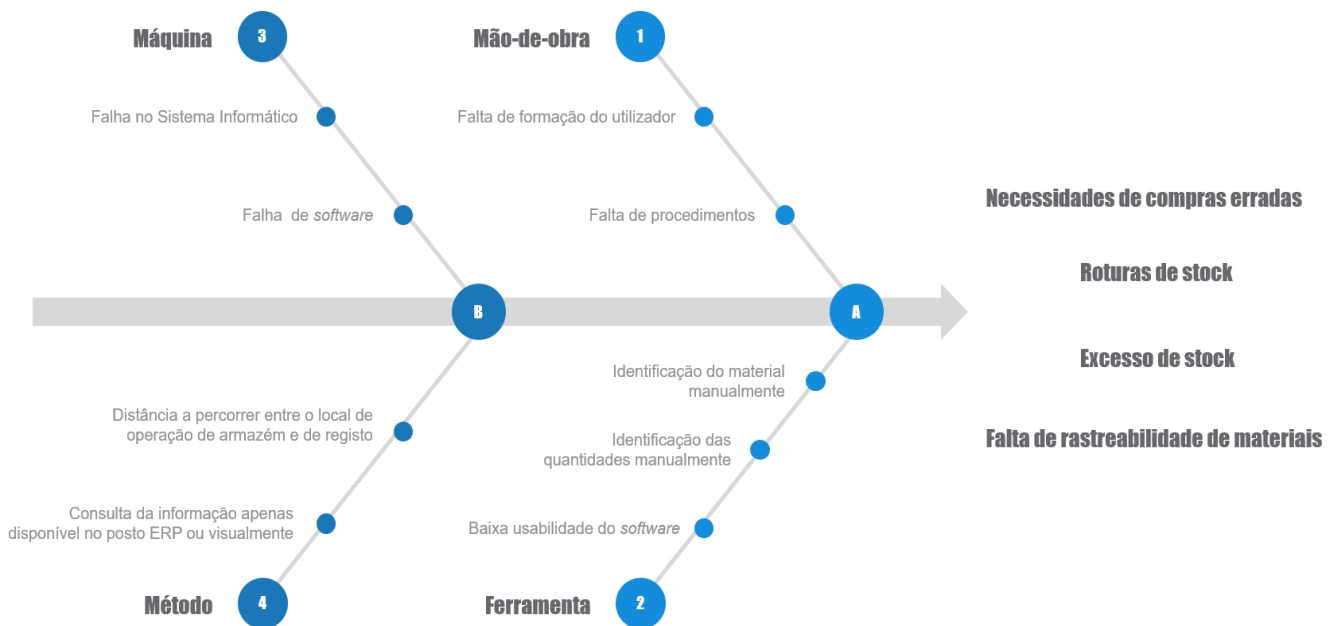 Máquina
3
Mão-de-obra
1
Falha no Sistema Informático
Falta de formação do utilizador
Falha de software
Falta de procedimentos
Necessidades de compras erradas
Roturas de stock
B
A
Excesso de stock
Falta de rastreabilidade de materiais
Identificação do material
manualmente
Distância a percorrer entre o local de
operação de armazém e de registo
Identificação das
quantidades manualmente
Consulta da informação apenas
disponível no posto ERP ou visualmente
Baixa usabilidade do software
Método
4
Ferramenta
2